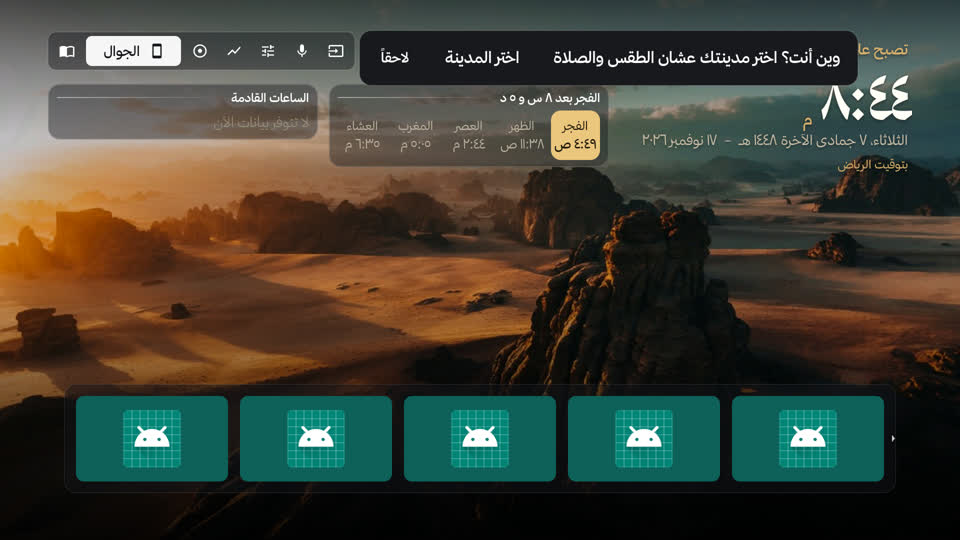 تصبح عا
وين أنت؟ اختر مدينتك عشان الطقس والصلاة
اختر المدينة
لاحقاً
الجوال
٨:٤٤ م
الثلاثاء، ٧ جمادى الآخرة ١٤٤٨ هـ – ١٧ نوفمبر ٢٠٢٦
بتوقيت الرياض
الفجر بعد ٨ س و ٥ د
الفجر الظهر العصر المغرب العشاء
٤:٤٩ ص ١١:٣٨ ص ٢:٤٤ م ٥:٠٥ م ٦:٣٥ م
الساعات القادمة
لا تتوفر بيانات الآن